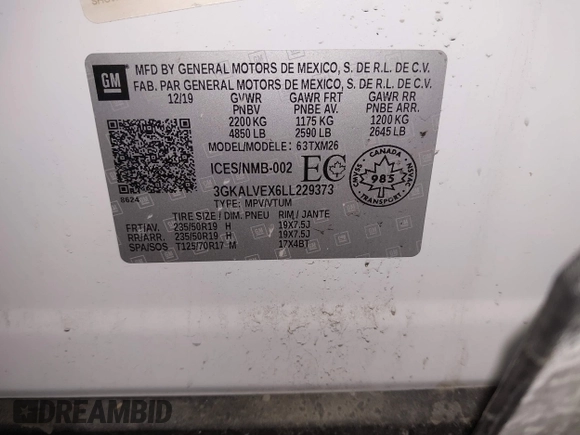 GM
MFD BY GENERAL MOTORS DE MEXICO, S. DE R.L. DE C.V.
FAB. PAR GENERAL MOTORS DE MEXICO, S. DE R.L. DE C.V.
12/19 GVWR GAWR FRT GAWR RR
PNBV PNBE AV. PNBE ARR.
2200 KG 1175 KG 1200 KG
4850 LB 2590 LB 2645 LB
MODEL/MODÈLE: 63TXM26
ICES/NMB-002 EC
CANADA
CMVSS 985 NSVAC
TRANSPORT
8624
3GKALVEX6LL229373
TYPE: MPV/VTUM
TIRE SIZE / DIM. PNEU RIM / JANTE
FRT/AV. 235/50R19 H 19X7.5J
RR/ARR. 235/50R19 H 19X7.5J
SPA/SOS T125/70R17 M 17X4BT
DREAMBID